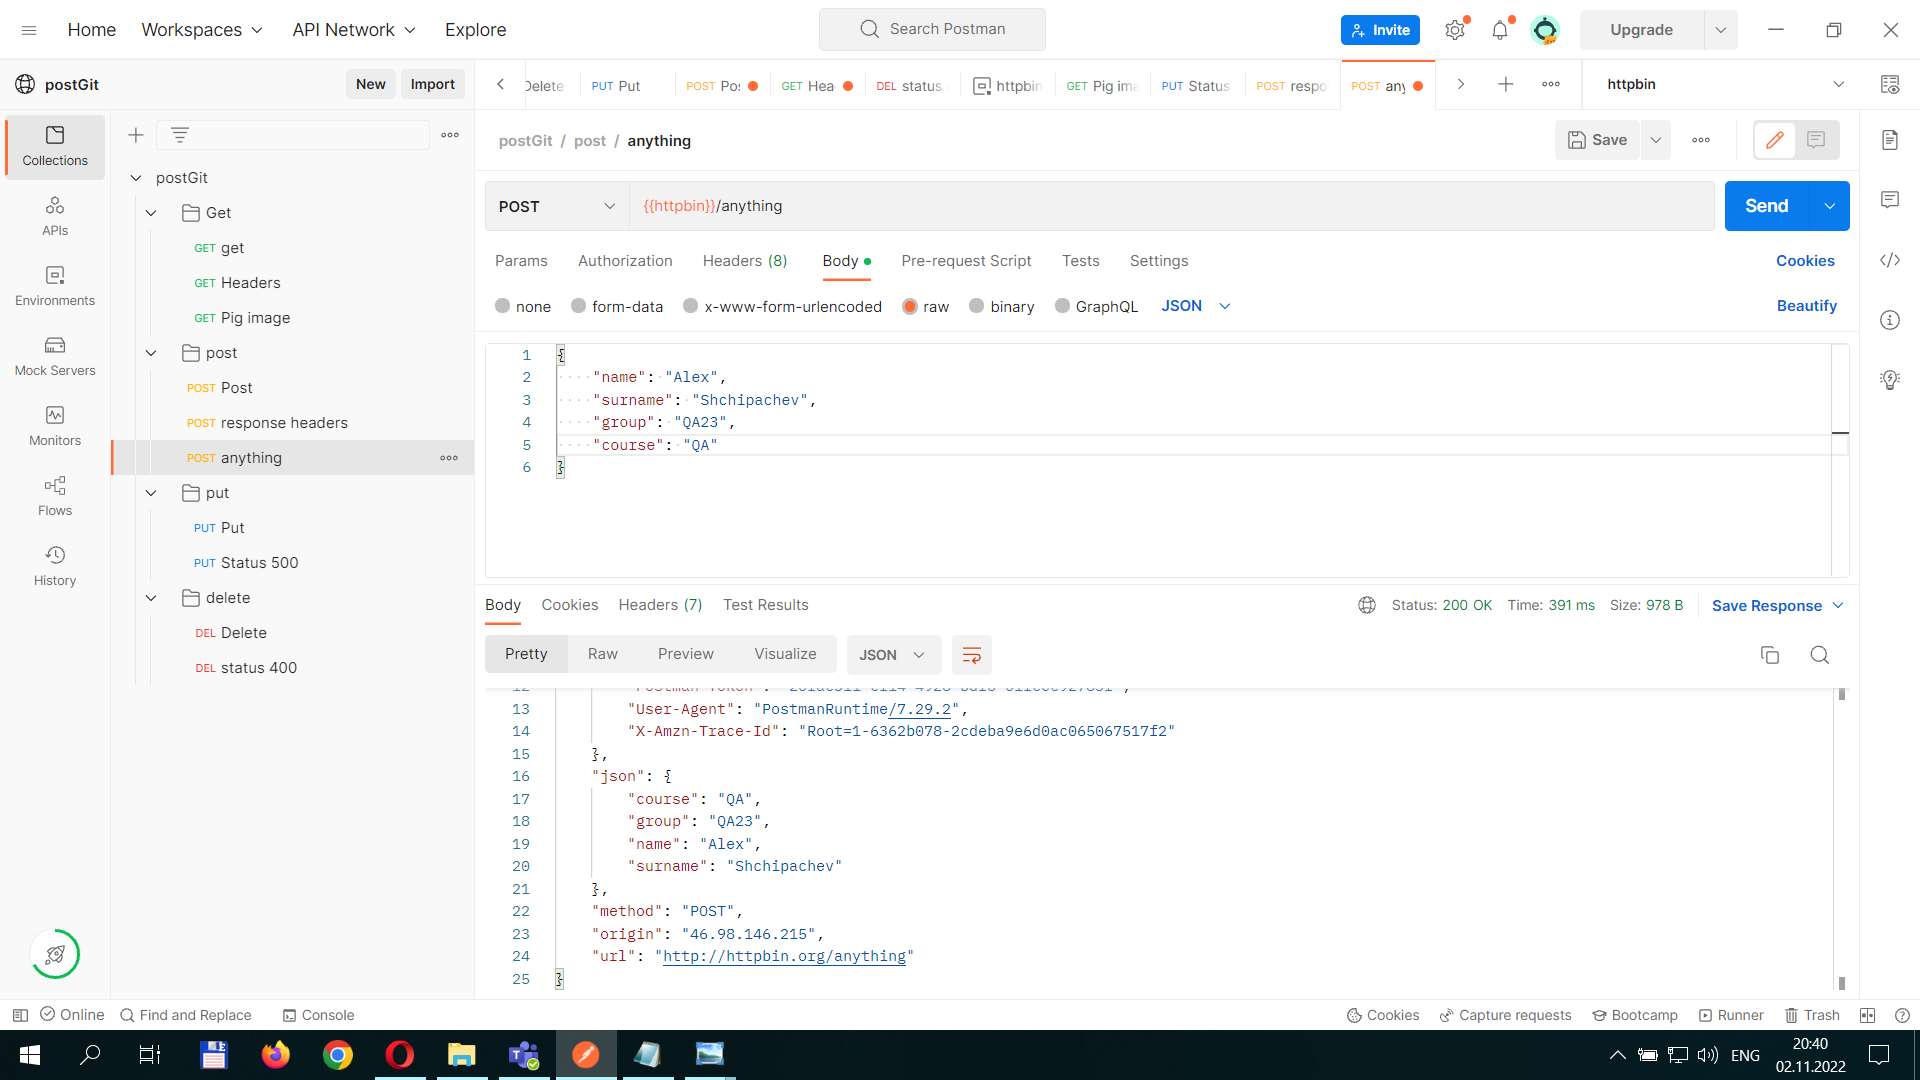 Home Workspaces API Network Explore Search Postman Invite Upgrade
postGit New Import Delete PUT Put POST Pos GET Hea DEL status GET Pig ima PUT Status POST respo POST any httpbin
Collections
APIs
Environments
Mock Servers
Monitors
Flows
History
postGit
Get
GET get
GET Headers
GET Pig image
post
POST Post
POST response headers
POST anything
put
PUT Put
PUT Status 500
delete
DEL Delete
DEL status 400
postGit / post / anything Save
POST {{httpbin}}/anything Send
Params Authorization Headers (8) Body Pre-request Script Tests Settings Cookies
none form-data x-www-form-urlencoded raw binary GraphQL JSON Beautify
1 {
2 "name": "Alex",
3 "surname": "Shchipachev",
4 "group": "QA23",
5 "course": "QA"
6 }
Body Cookies Headers (7) Test Results Status: 200 OK Time: 391 ms Size: 978 B Save Response
Pretty Raw Preview Visualize JSON
13 "User-Agent": "PostmanRuntime/7.29.2",
14 "X-Amzn-Trace-Id": "Root=1-6362b078-2cdeba9e6d0ac065067517f2"
15 },
16 "json": {
17 "course": "QA",
18 "group": "QA23",
19 "name": "Alex",
20 "surname": "Shchipachev"
21 },
22 "method": "POST",
23 "origin": "46.98.146.215",
24 "url": "http://httpbin.org/anything"
25 }
Online Find and Replace Console Cookies Capture requests Bootcamp Runner Trash
ENG 20:40
02.11.2022